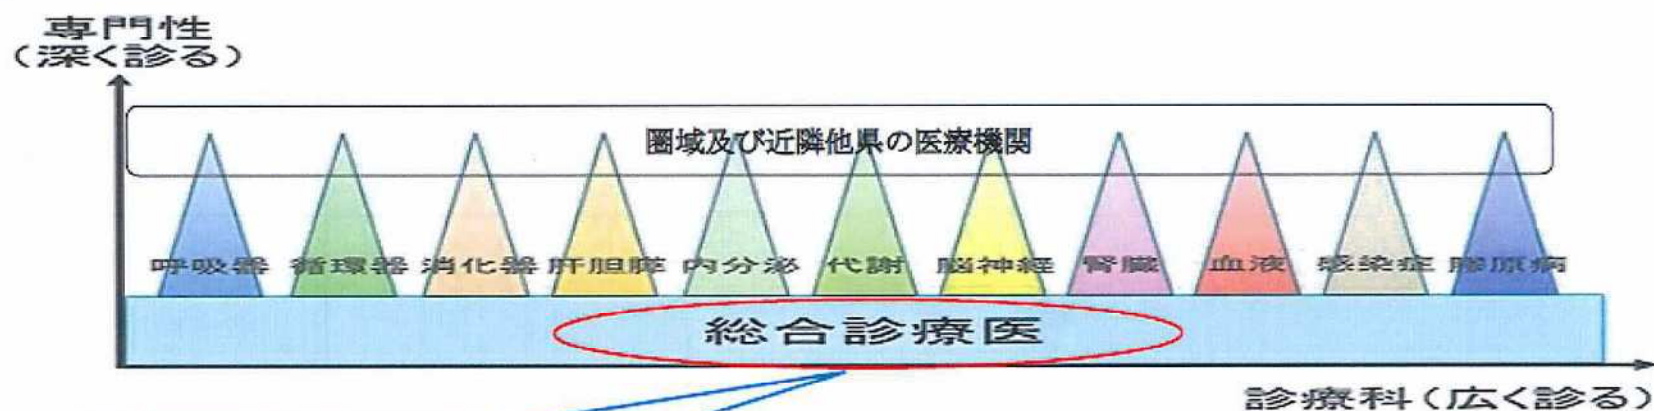 専門性
（深く診る）
圏域及び近隣他県の医療機関
呼吸器 循環器 消化器 肝胆膵 内分泌 代謝 脳神経 腎臓 血液 感染症 膠原病
総合診療医
診療科（広く診る）